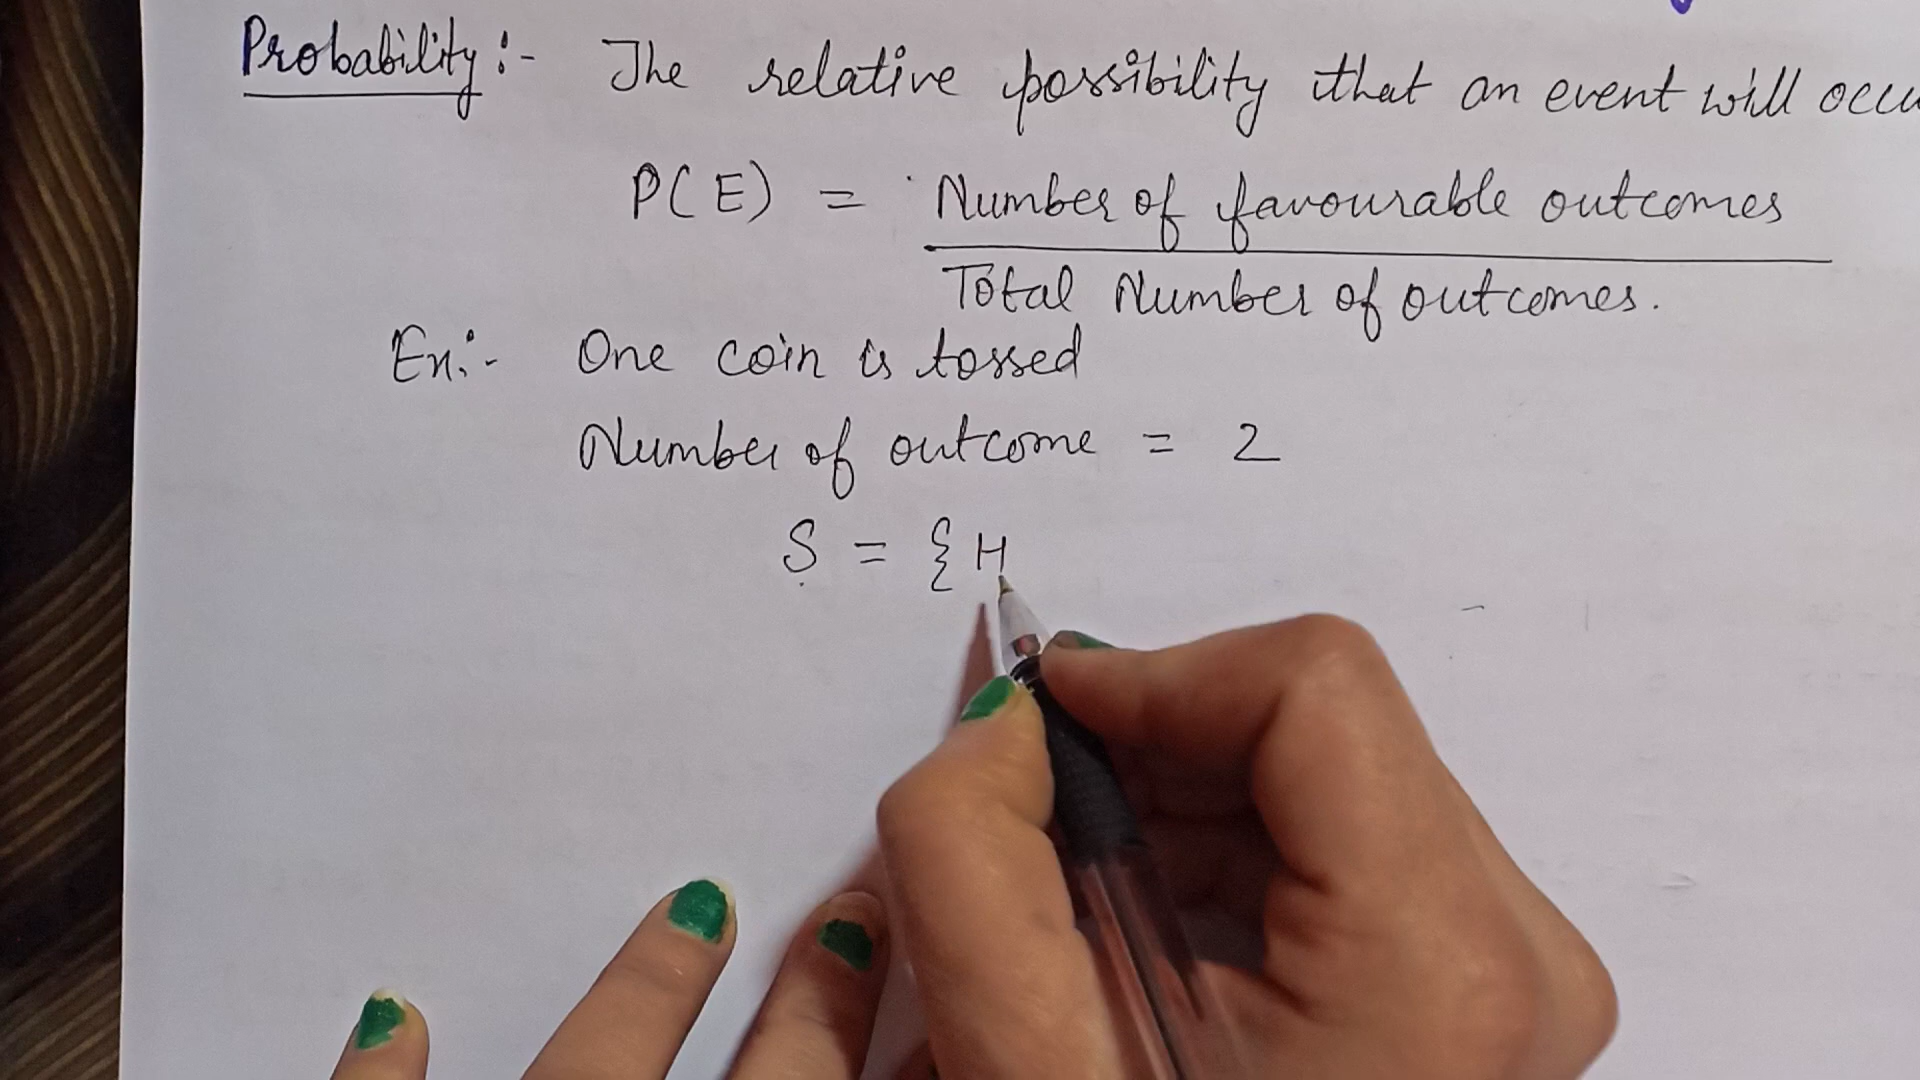 Probability :- The relative possibility that an event will occu
P(E) = Number of favourable outcomes
Total Number of outcomes.
Ex:- One coin is tossed
Number of outcome = 2
S = { H